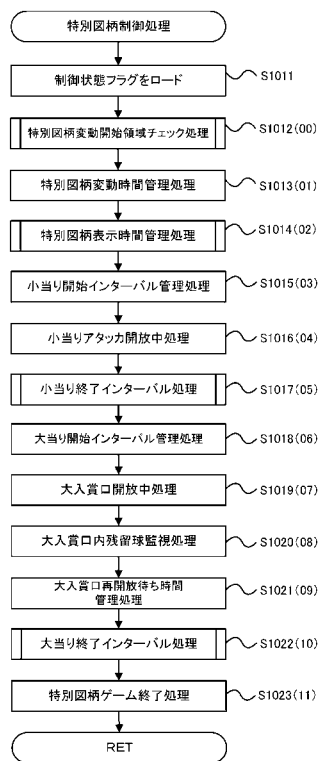 特別図柄制御処理
制御状態フラグをロード
S1011
特別図柄変動開始領域チェック処理
S1012(00)
特別図柄変動時間管理処理
S1013(01)
特別図柄表示時間管理処理
S1014(02)
小当り開始インターバル管理処理
S1015(03)
小当りアタッカ開放中処理
S1016(04)
小当り終了インターバル処理
S1017(05)
大当り開始インターバル管理処理
S1018(06)
大入賞口開放中処理
S1019(07)
大入賞口内残留球監視処理
S1020(08)
大入賞口再開放待ち時間
管理処理
S1021(09)
大当り終了インターバル処理
S1022(10)
特別図柄ゲーム終了処理
S1023(11)
RET